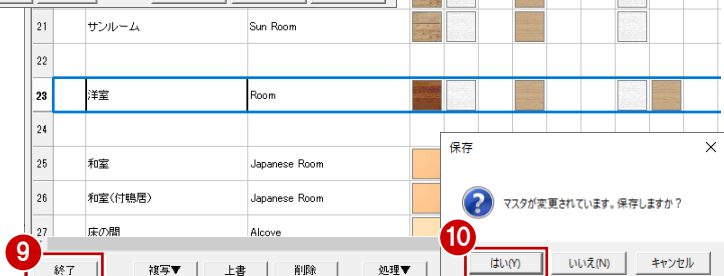 21 サンルーム Sun Room
22
23 洋室 Room
24
25 和室 Japanese Room
26 和室(付鴨居) Japanese Room
27 床の間 Alcove
保存 ×
マスタが変更されています。保存しますか？
9
10
終了 複写▼ 上書 削除 処理▼
はい(Y) いいえ(N) キャンセル